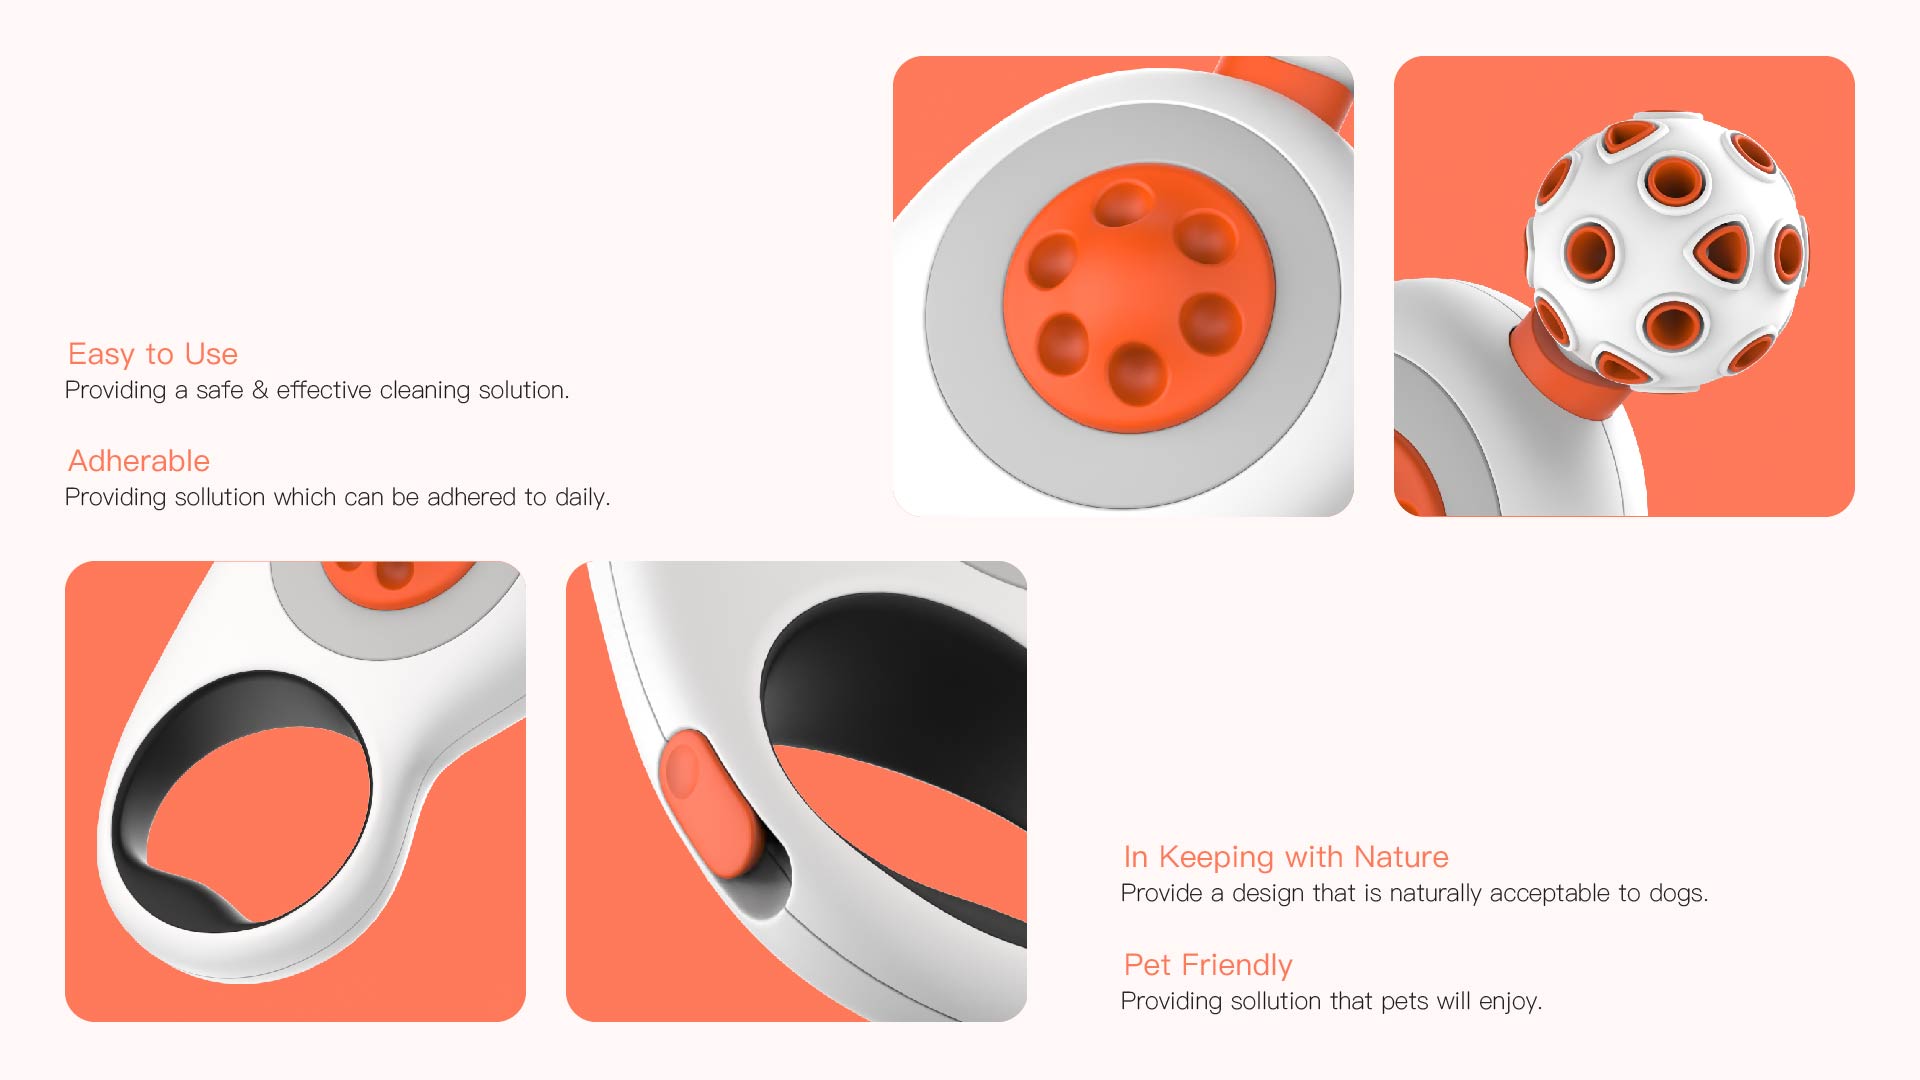 Easy to Use
Providing a safe & effective cleaning solution.
Adherable
Providing sollution which can be adhered to daily.
In Keeping with Nature
Provide a design that is naturally acceptable to dogs.
Pet Friendly
Providing sollution that pets will enjoy.